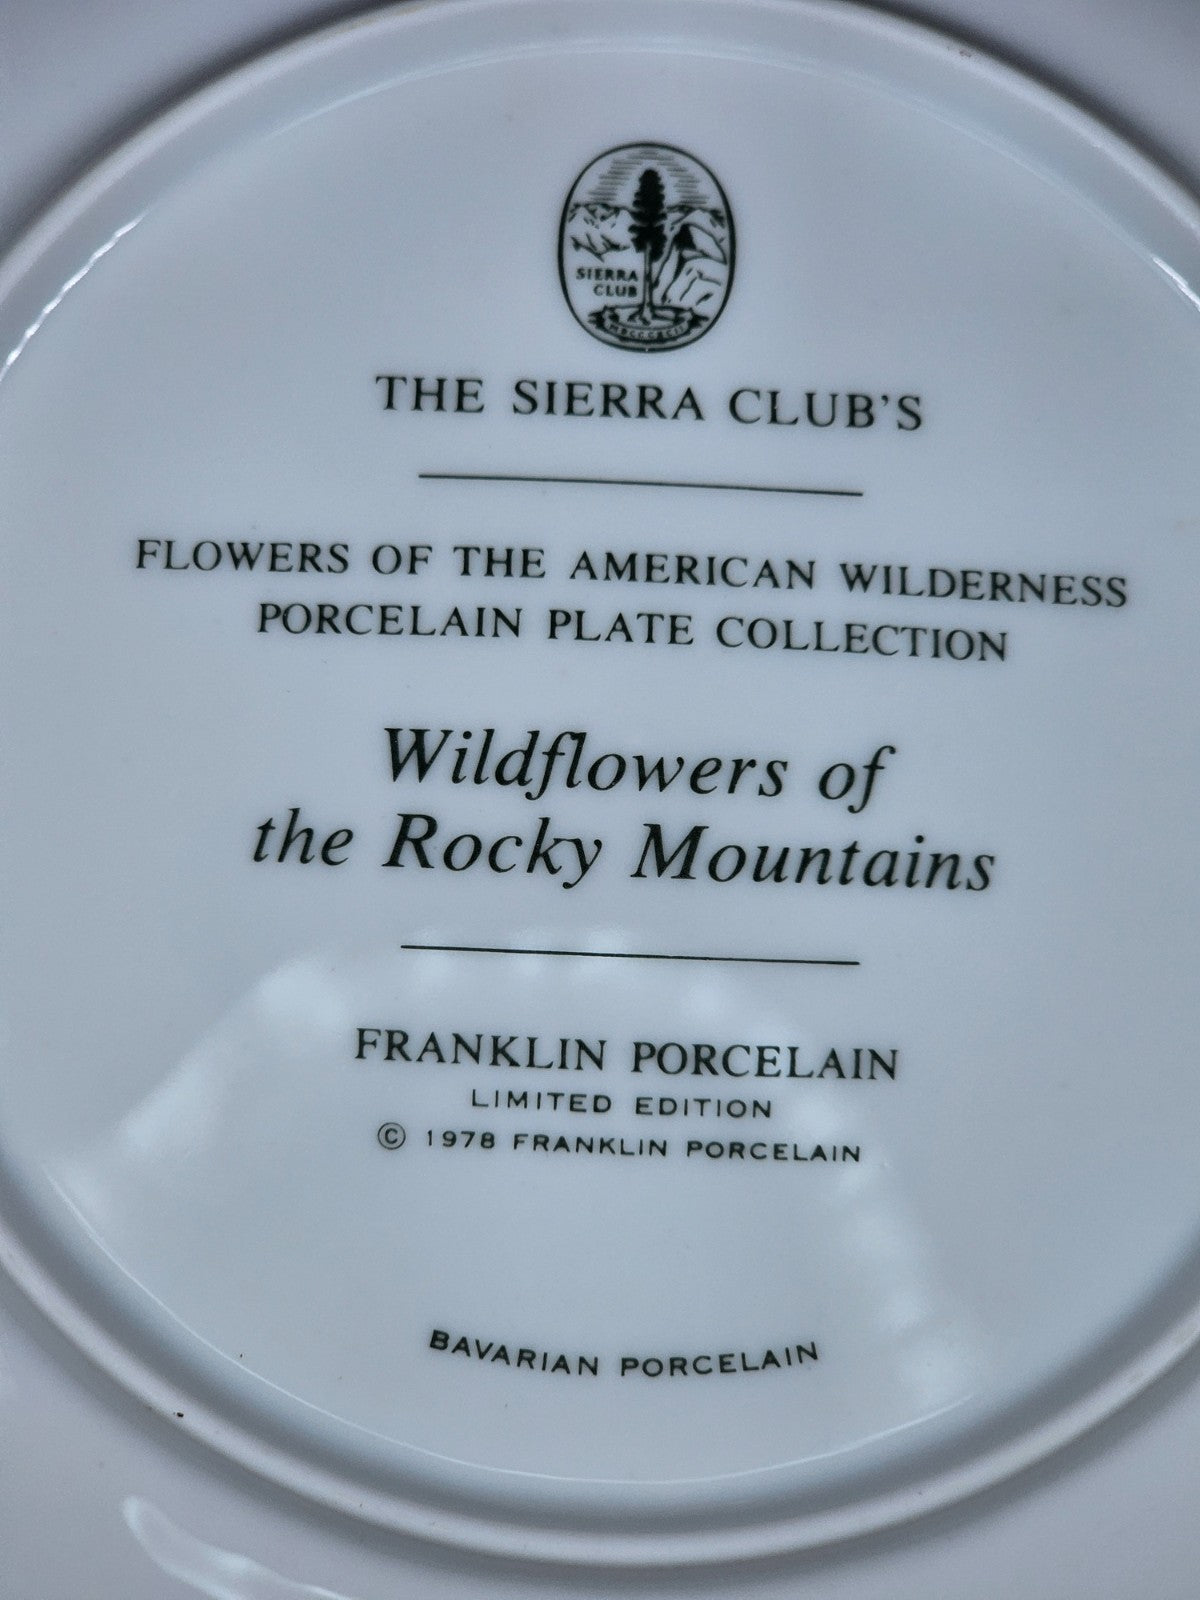 SIERRA
CLUB
MDCCCXCII
THE SIERRA CLUB'S
FLOWERS OF THE AMERICAN WILDERNESS
PORCELAIN PLATE COLLECTION
Wildflowers of
the Rocky Mountains
FRANKLIN PORCELAIN
LIMITED EDITION
© 1978 FRANKLIN PORCELAIN
BAVARIAN PORCELAIN